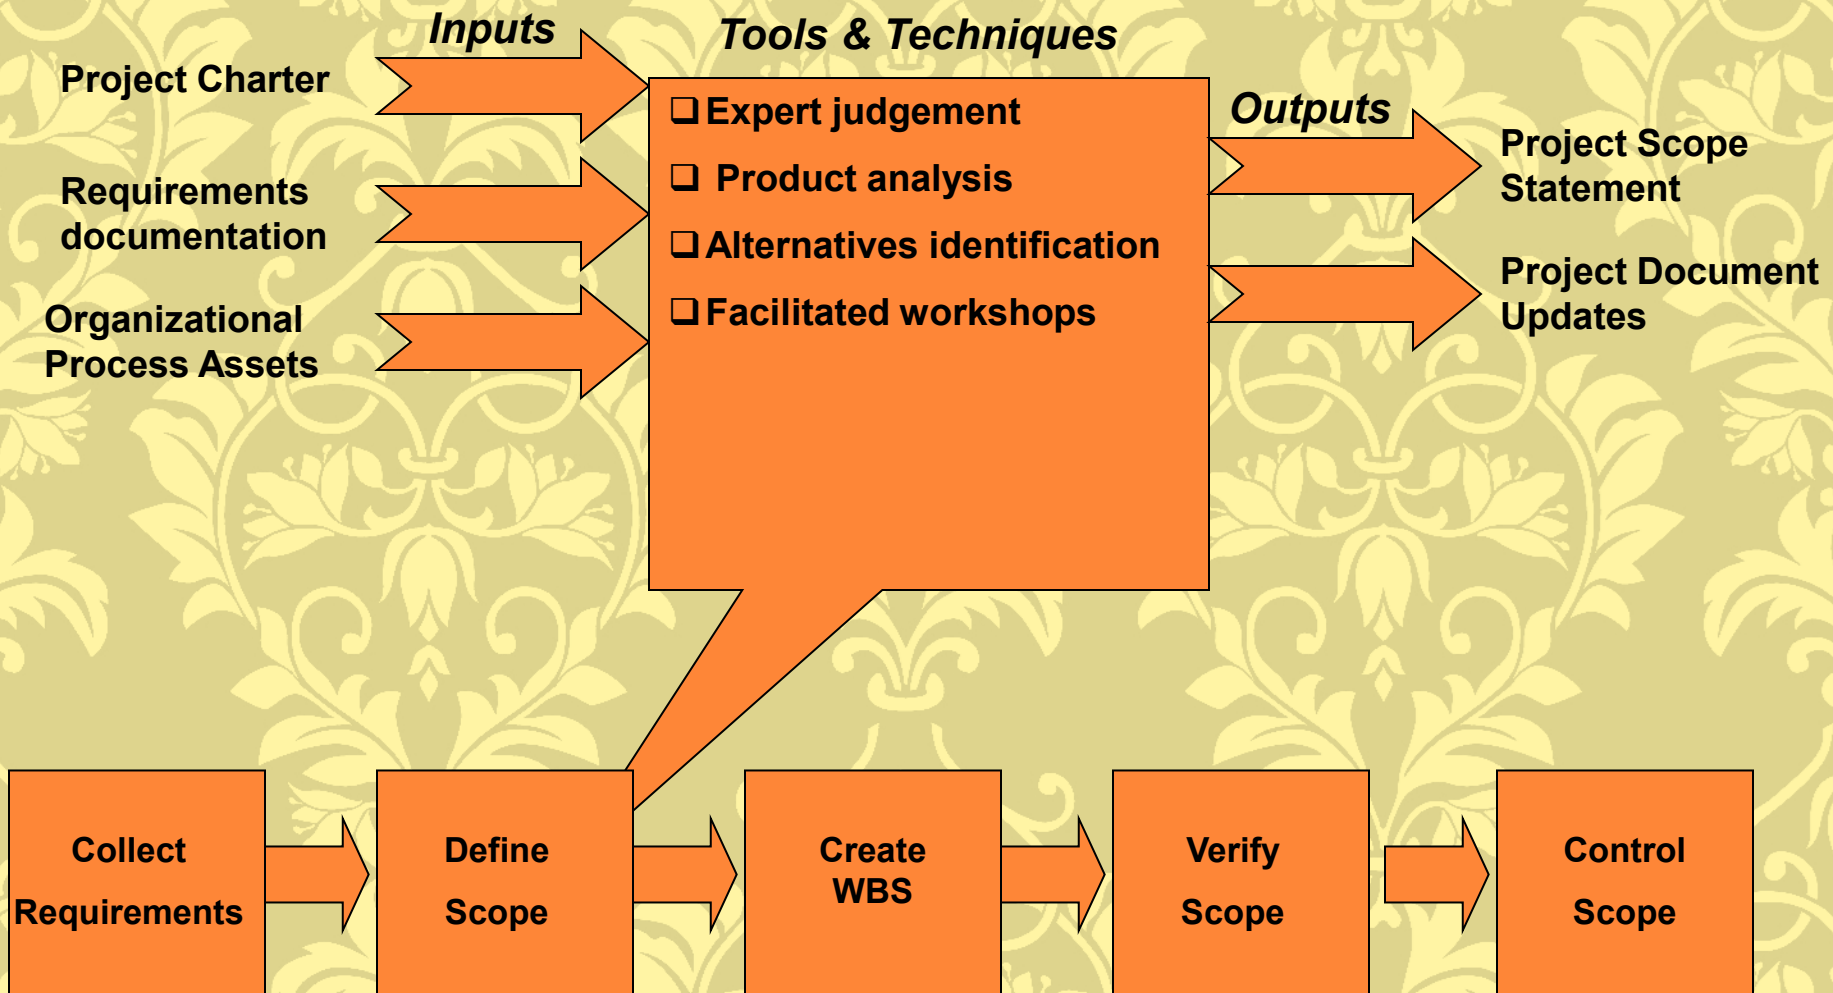 Inputs
Tools & Techniques
Project Charter
Requirements
documentation
Organizational
Process Assets
❑Expert judgement
❑ Product analysis
❑Alternatives identification
❑Facilitated workshops
Outputs
Project Scope
Statement
Project Document
Updates
Collect
Requirements
Define
Scope
Create
WBS
Verify
Scope
Control
Scope